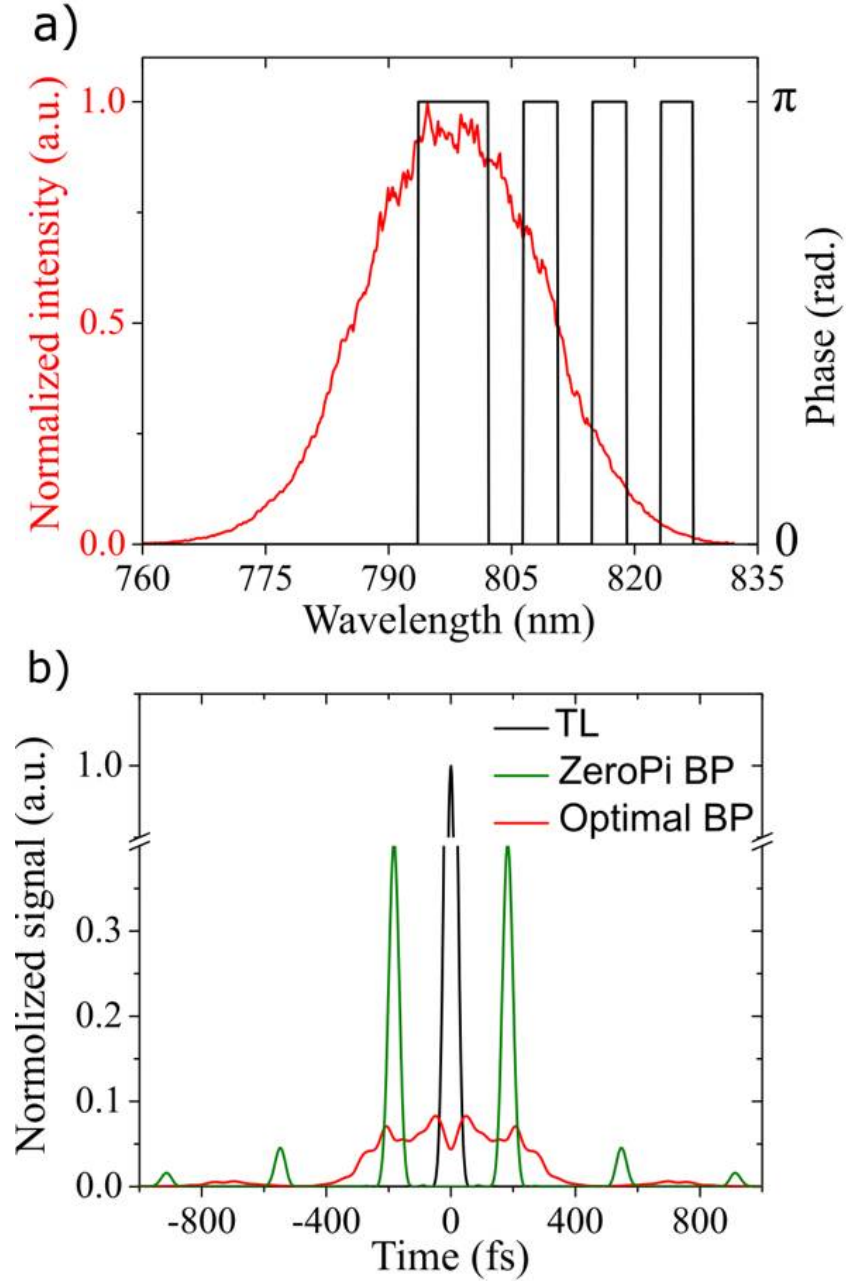 a)
Normalized intensity (a.u.)
1.0
0.5
0.0
π
0
Phase (rad.)
760 775 790 805 820 835
Wavelength (nm)
b)
Normolized signal (a.u.)
1.0
0.3
0.2
0.1
0.0
TL
ZeroPi BP
Optimal BP
-800 -400 0 400 800
Time (fs)